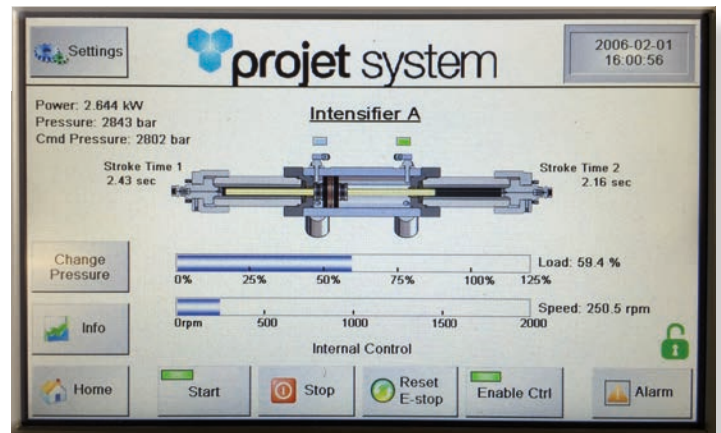 Settings
projet system
2006-02-01
16:00:56
Power: 2.644 kW
Pressure: 2843 bar
Cmd Pressure: 2802 bar
Intensifier A
Stroke Time 1
2.43 sec
Stroke Time 2
2.16 sec
Change
Pressure
Load: 59.4 %
0% 25% 50% 75% 100% 125%
Info
Speed: 250.5 rpm
0rpm 500 1000 1500 2000
Internal Control
Home
Start
Stop
Reset
E-stop
Enable Ctrl
Alarm